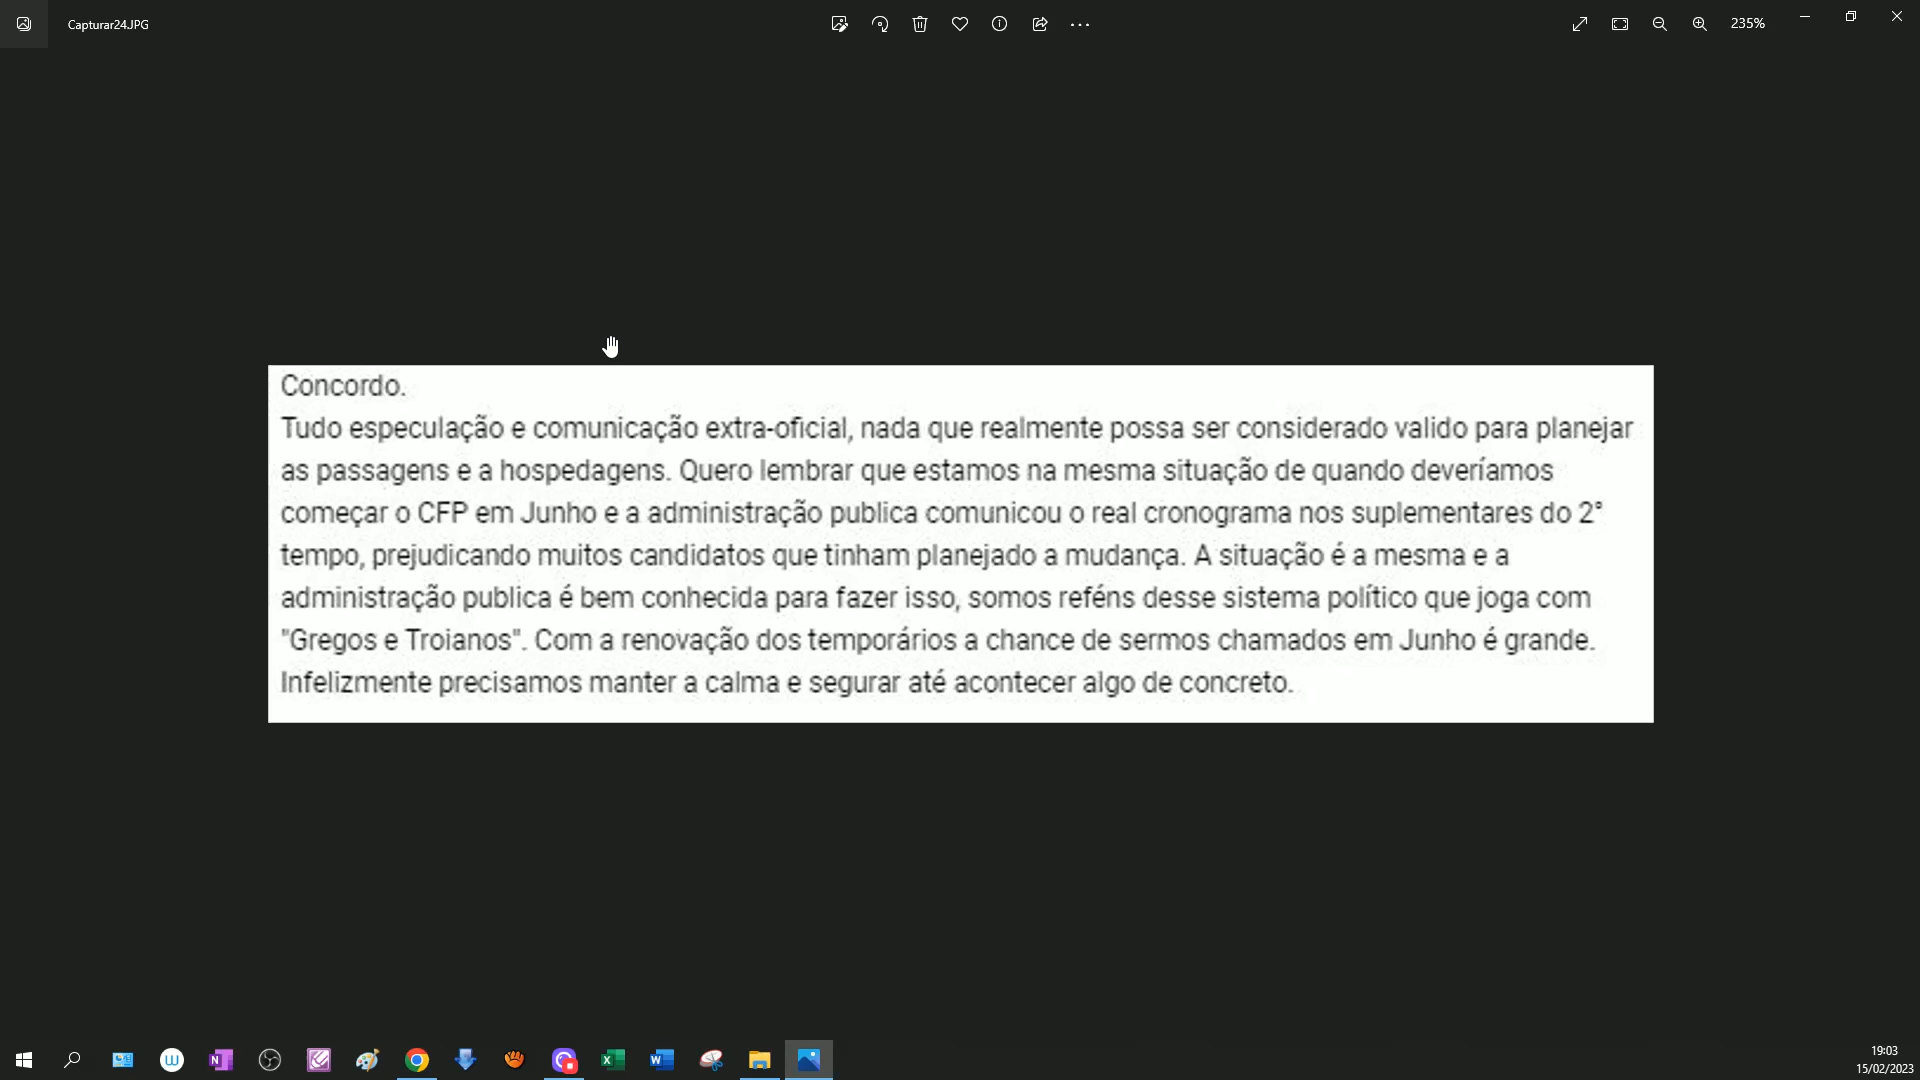 Capturar24.JPG
235%
Concordo.
Tudo especulação e comunicação extra-oficial, nada que realmente possa ser considerado valido para planejar
as passagens e a hospedagens. Quero lembrar que estamos na mesma situação de quando deveríamos
começar o CFP em Junho e a administração publica comunicou o real cronograma nos suplementares do 2°
tempo, prejudicando muitos candidatos que tinham planejado a mudança. A situação é a mesma e a
administração publica é bem conhecida para fazer isso, somos reféns desse sistema político que joga com
"Gregos e Troianos". Com a renovação dos temporários a chance de sermos chamados em Junho é grande.
Infelizmente precisamos manter a calma e segurar até acontecer algo de concreto.
19:03
15/02/2023